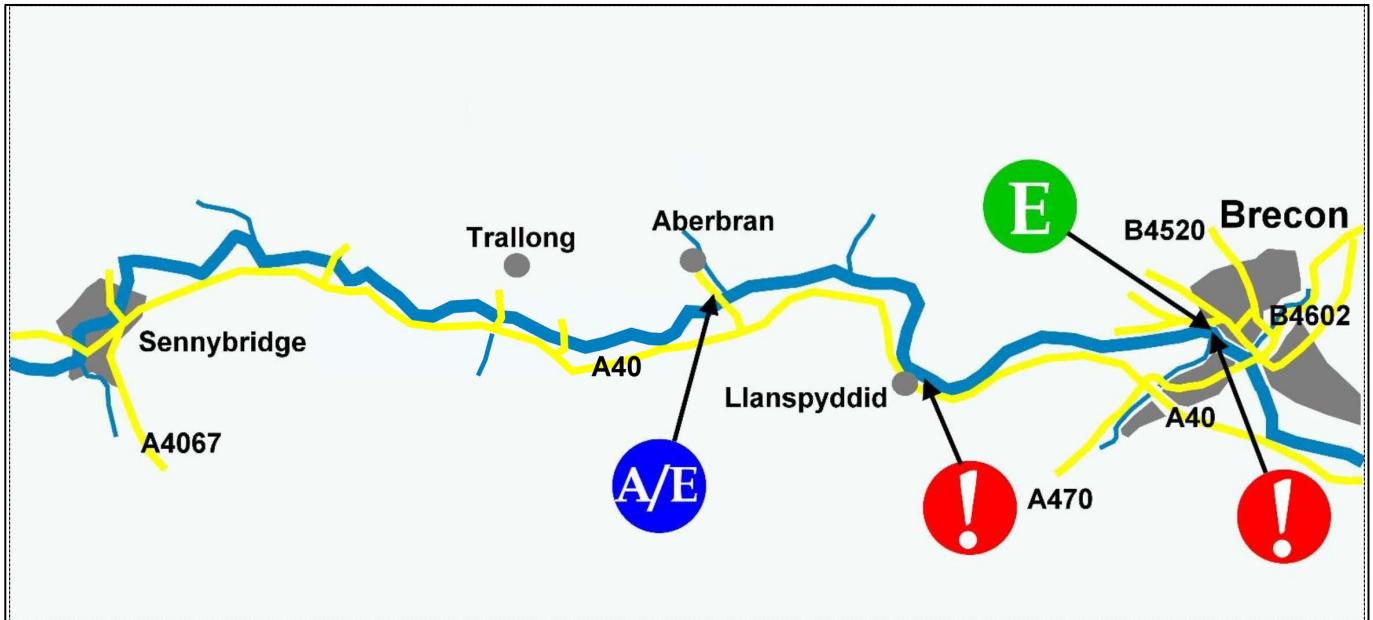 Brecon
E
B4520
Aberbran
Trallong
B4602
Sennybridge
A40
Llanspyddid
A40
A4067
A/E
A470
!
!